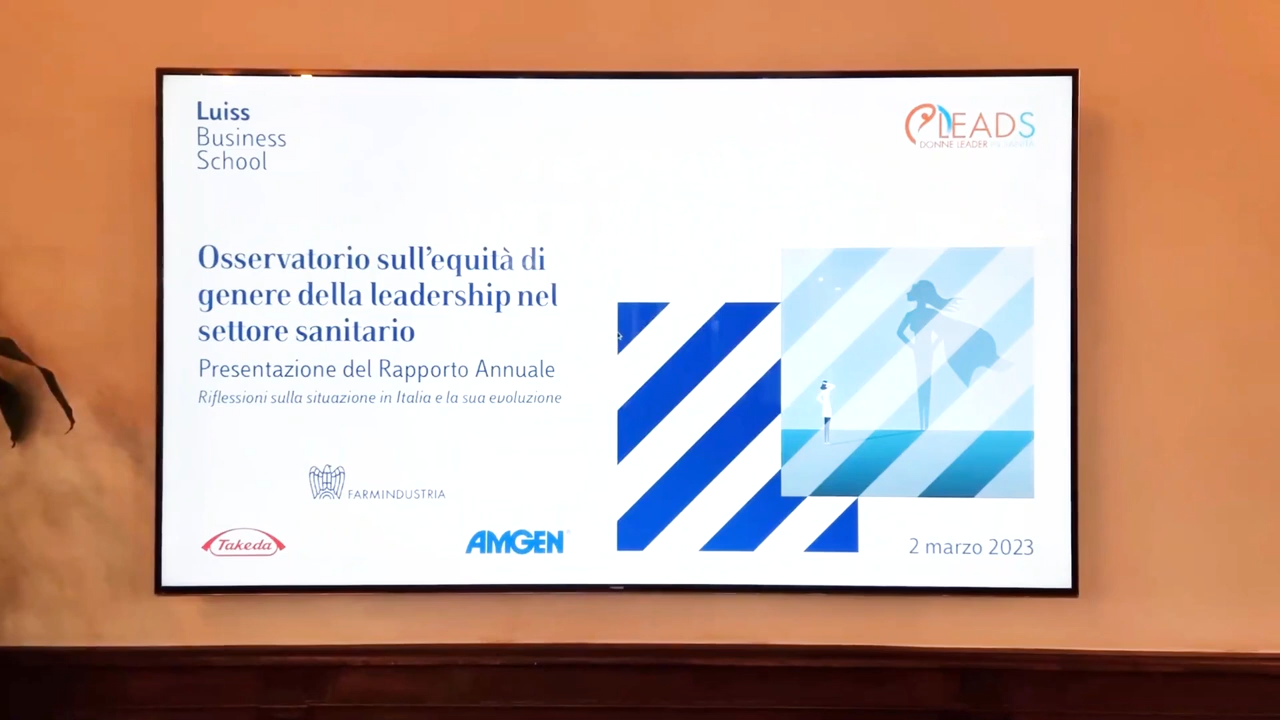 Luiss
Business
School
LEADS
DONNE LEADER
Osservatorio sull'equità di
genere della leadership nel
settore sanitario
Presentazione del Rapporto Annuale
Riflessioni sulla situazione in Italia e la sua evoluzione
FARMINDUSTRIA
Takeda
AMGEN
2 marzo 2023